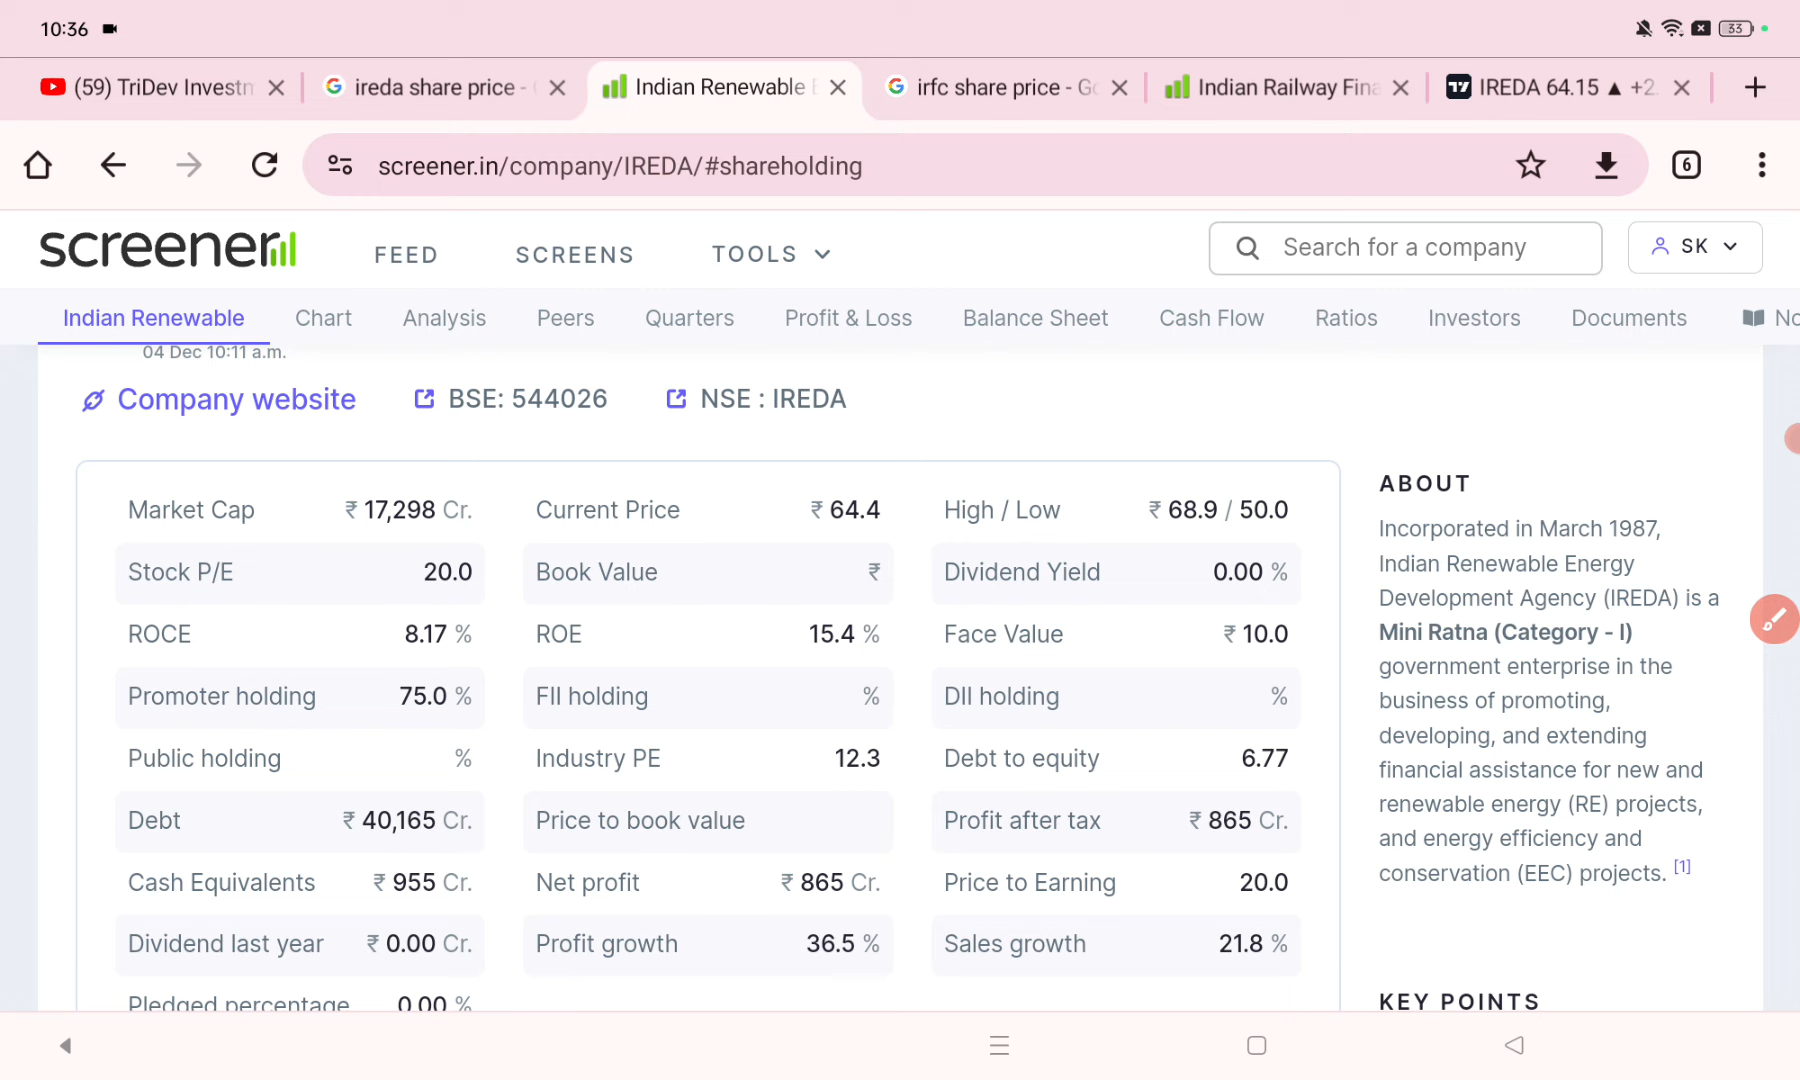 10:36
33
(59) TriDev Investm
ireda share price -
Indian Renewable E
irfc share price - Go
Indian Railway Fina
IREDA 64.15 ▲ +2.
screener.in/company/IREDA/#shareholding
6
screener
FEED
SCREENS
TOOLS
Search for a company
SK
Indian Renewable
Chart
Analysis
Peers
Quarters
Profit & Loss
Balance Sheet
Cash Flow
Ratios
Investors
Documents
No
04 Dec 10:11 a.m.
Company website
BSE: 544026
NSE : IREDA
Market Cap ₹ 17,298 Cr.
Current Price ₹ 64.4
High / Low ₹ 68.9 / 50.0
Stock P/E 20.0
Book Value ₹
Dividend Yield 0.00 %
ROCE 8.17 %
ROE 15.4 %
Face Value ₹ 10.0
Promoter holding 75.0 %
FII holding %
DII holding %
Public holding %
Industry PE 12.3
Debt to equity 6.77
Debt ₹ 40,165 Cr.
Price to book value
Profit after tax ₹ 865 Cr.
Cash Equivalents ₹ 955 Cr.
Net profit ₹ 865 Cr.
Price to Earning 20.0
Dividend last year ₹ 0.00 Cr.
Profit growth 36.5 %
Sales growth 21.8 %
Pledged percentage 0.00 %
ABOUT
Incorporated in March 1987,
Indian Renewable Energy
Development Agency (IREDA) is a
Mini Ratna (Category - I)
government enterprise in the
business of promoting,
developing, and extending
financial assistance for new and
renewable energy (RE) projects,
and energy efficiency and
conservation (EEC) projects. [1]
KEY POINTS